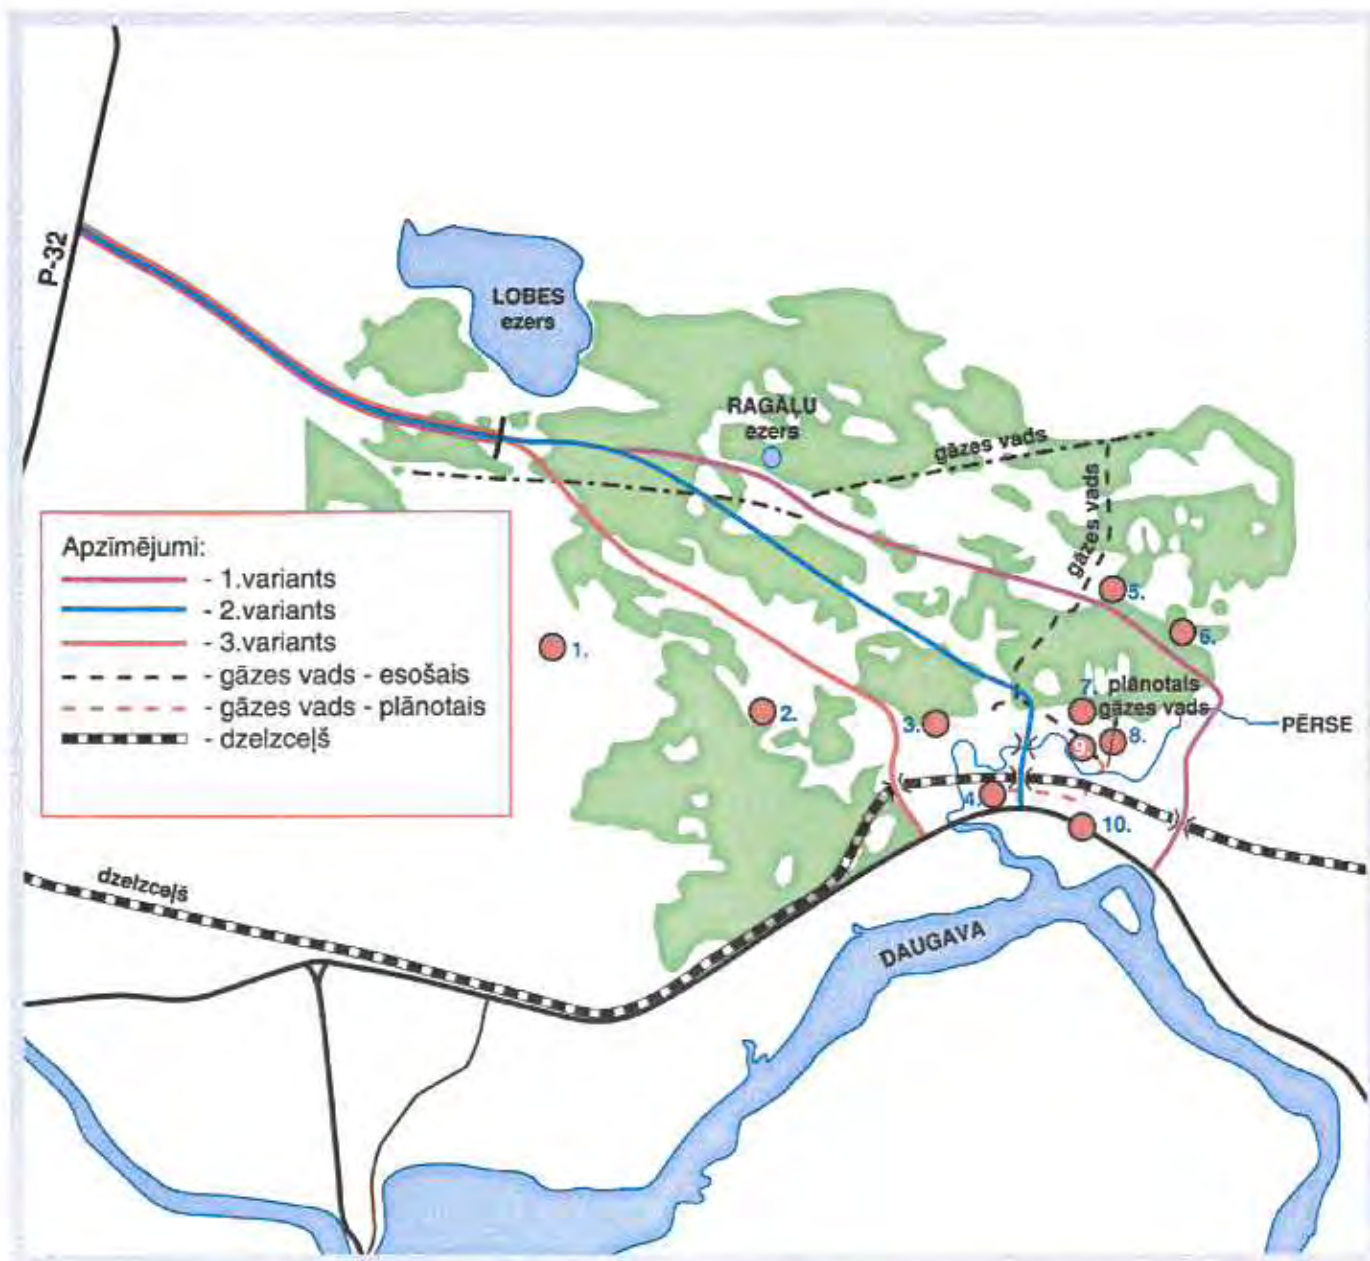 P-32
LOBES
ezers
RAGĀĻU
ezers
gāzes vads
gāzes vads
Apzīmējumi:
- 1.variants
- 2.variants
- 3.variants
- gāzes vads - esošais
- gāzes vads - plānotais
- dzelzceļš
1.
2.
3.
4.
5.
6.
7.
plānotais
gāzes vads
8.
9.
10.
PĒRSE
dzelzceļš
DAUGAVA